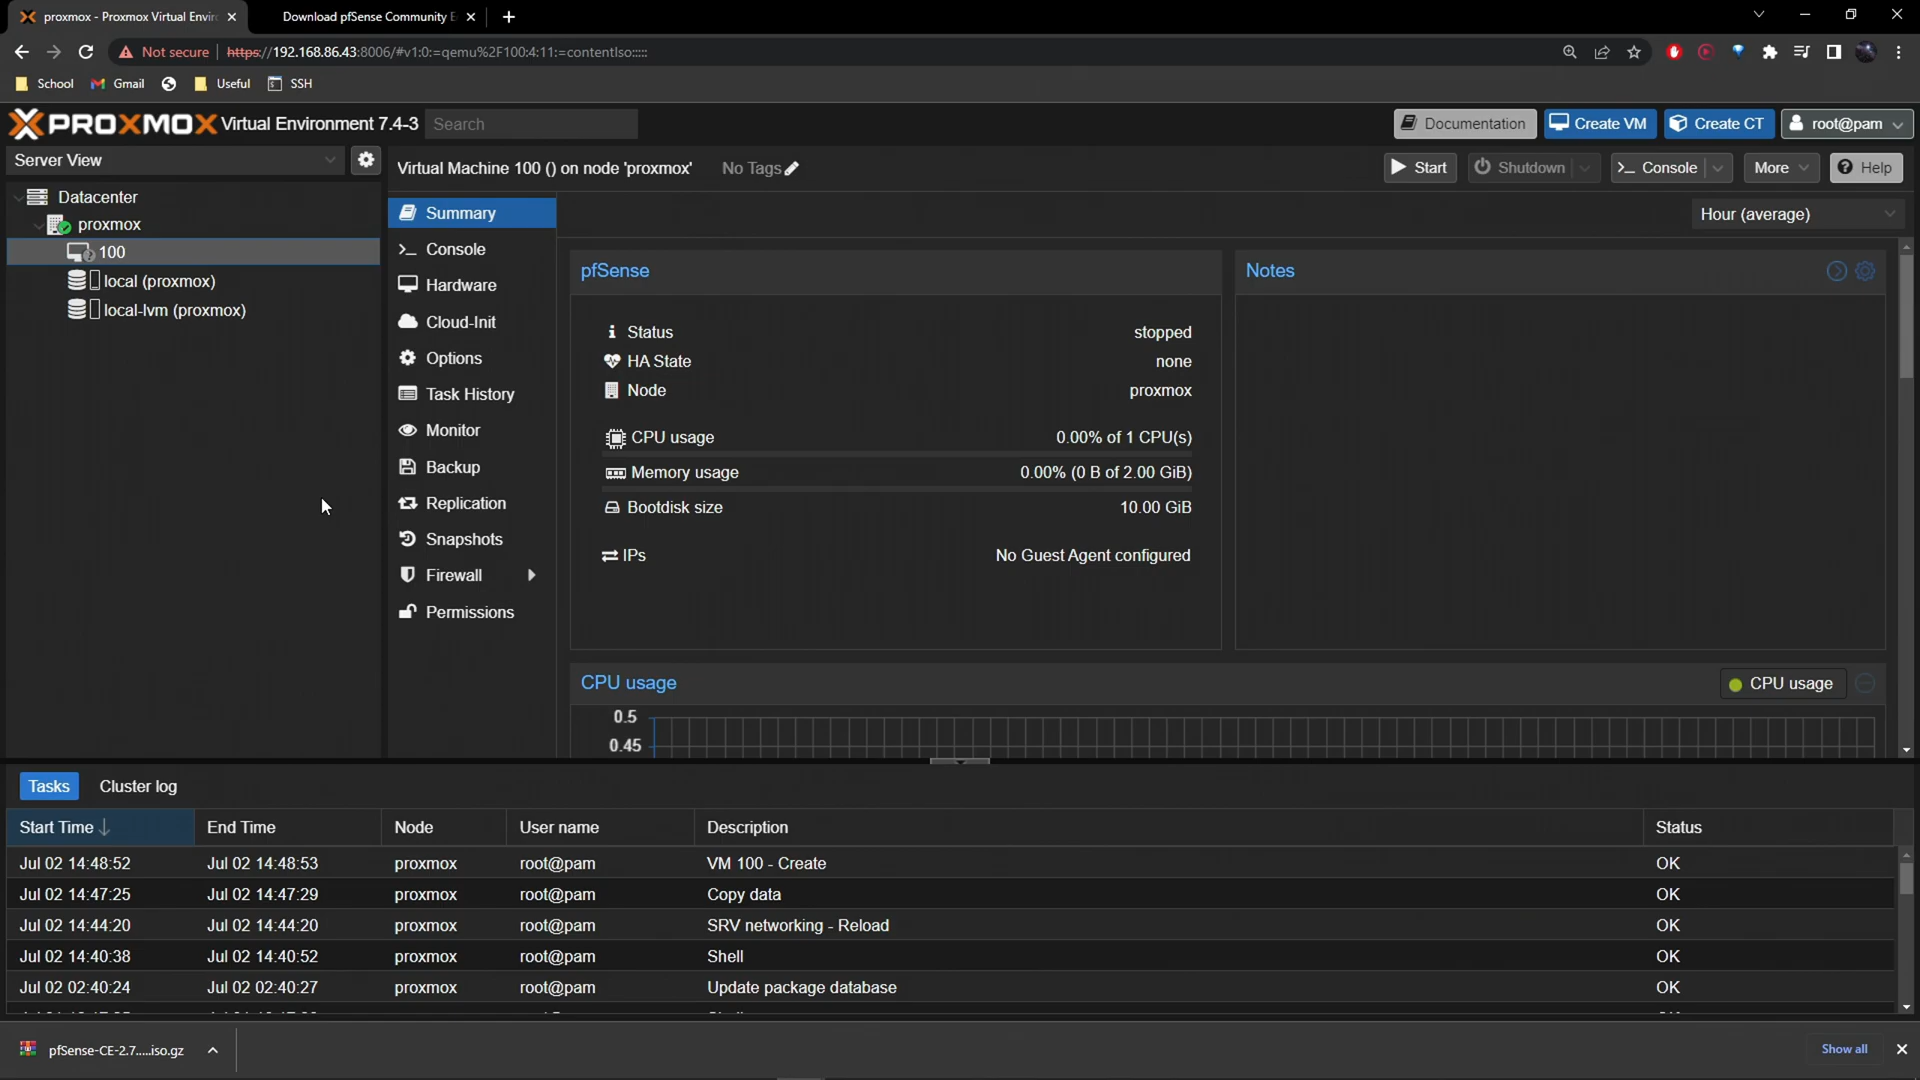 proxmox - Proxmox Virtual Envir
Download pfSense Community E
Not secure
https://192.168.86.43:8006/#v1:0:=qemu%2F100:4:11:=contentIso:::::
School
Gmail
Useful
SSH
PROXMOX Virtual Environment 7.4-3
Search
Documentation
Create VM
Create CT
root@pam
Server View
Virtual Machine 100 () on node 'proxmox'
No Tags
Start
Shutdown
Console
More
Help
Datacenter
proxmox
100
local (proxmox)
local-lvm (proxmox)
Summary
Console
Hardware
Cloud-Init
Options
Task History
Monitor
Backup
Replication
Snapshots
Firewall
Permissions
Hour (average)
pfSense
Status stopped
HA State none
Node proxmox
CPU usage 0.00% of 1 CPU(s)
Memory usage 0.00% (0 B of 2.00 GiB)
Bootdisk size 10.00 GiB
IPs No Guest Agent configured
Notes
CPU usage
CPU usage
0.5
0.45
Tasks
Cluster log
Start Time End Time Node User name Description Status
Jul 02 14:48:52 Jul 02 14:48:53 proxmox root@pam VM 100 - Create OK
Jul 02 14:47:25 Jul 02 14:47:29 proxmox root@pam Copy data OK
Jul 02 14:44:20 Jul 02 14:44:20 proxmox root@pam SRV networking - Reload OK
Jul 02 14:40:38 Jul 02 14:40:52 proxmox root@pam Shell OK
Jul 02 02:40:24 Jul 02 02:40:27 proxmox root@pam Update package database OK
pfSense-CE-2.7.....iso.gz
Show all